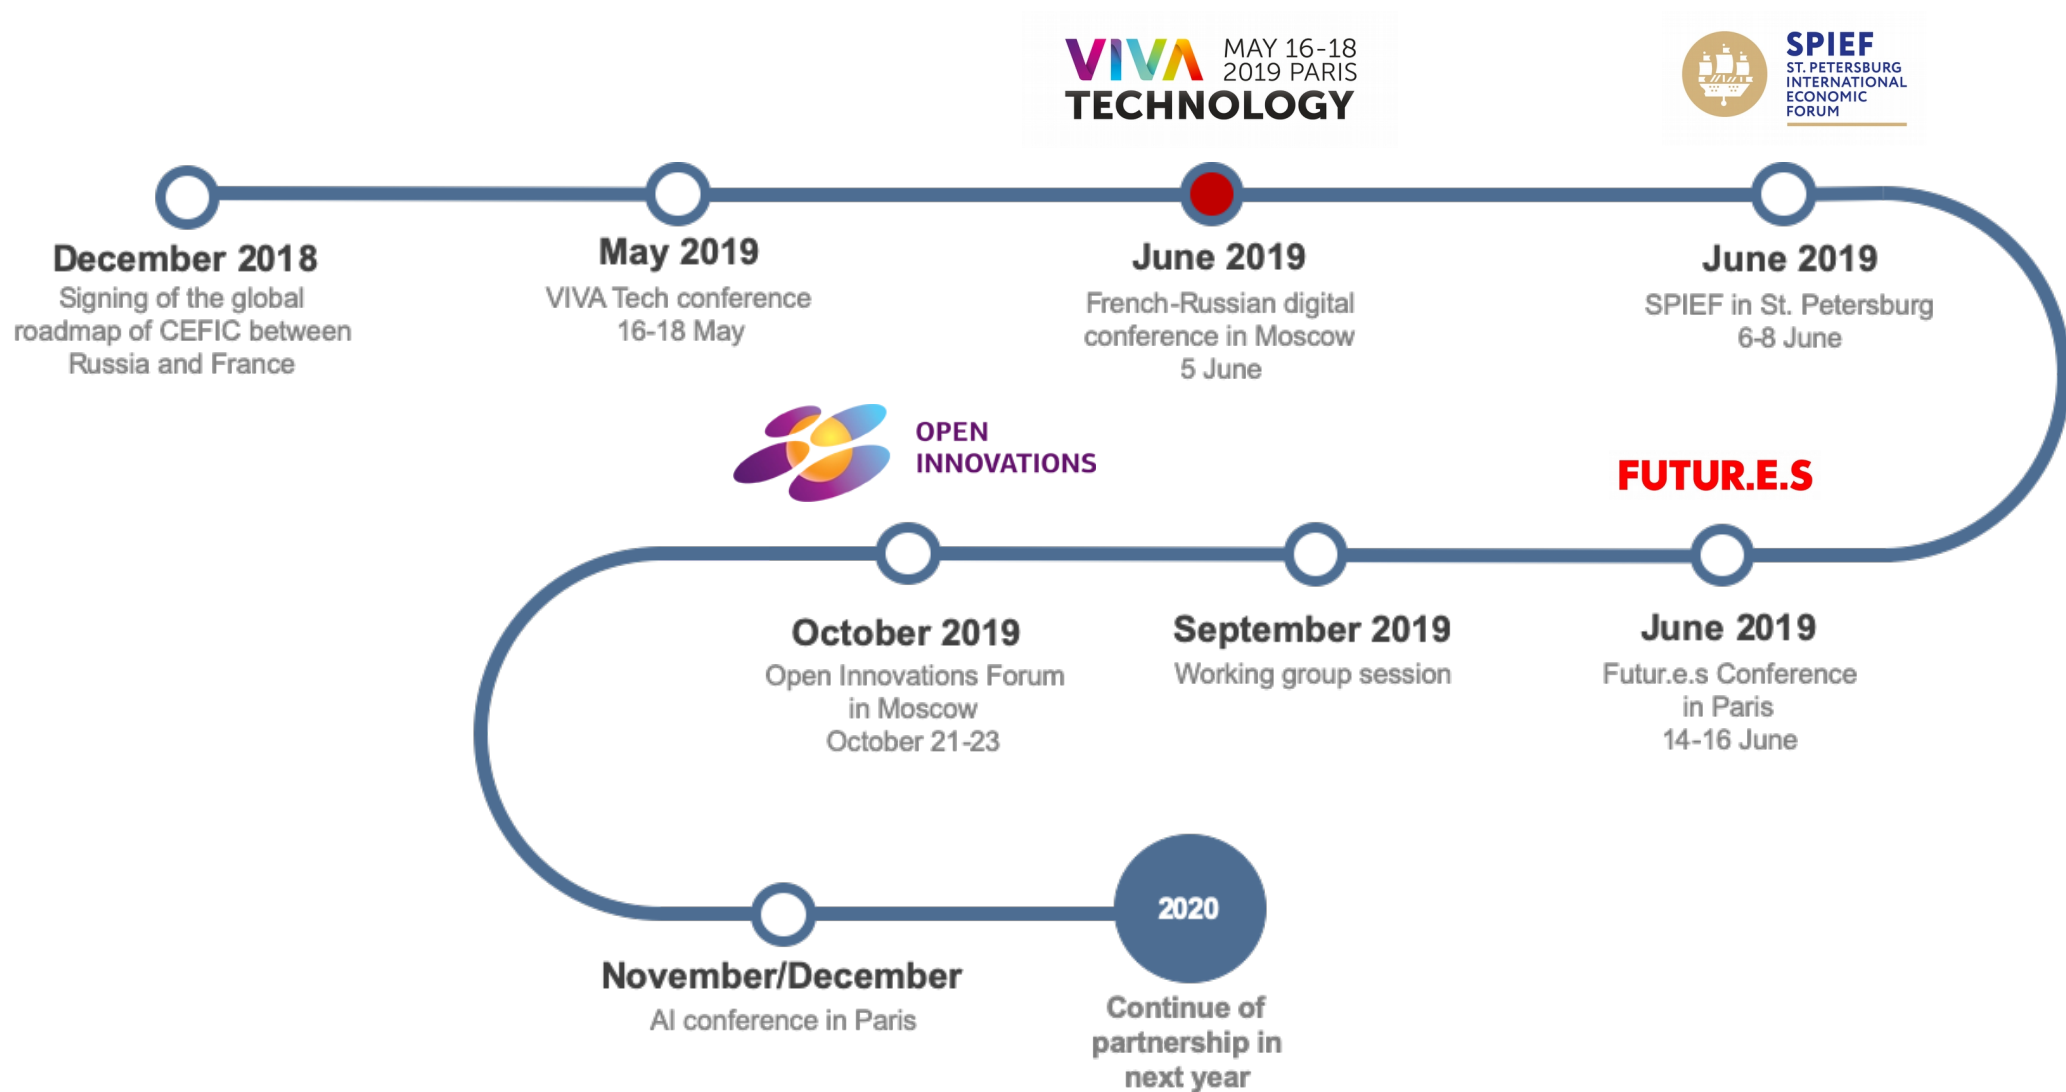 VIVA MAY 16-18
2019 PARIS
TECHNOLOGY
SPIEF
ST. PETERSBURG
INTERNATIONAL
ECONOMIC
FORUM
December 2018
Signing of the global
roadmap of CEFIC between
Russia and France
May 2019
VIVA Tech conference
16-18 May
June 2019
French-Russian digital
conference in Moscow
5 June
June 2019
SPIEF in St. Petersburg
6-8 June
OPEN
INNOVATIONS
FUTUR.E.S
October 2019
Open Innovations Forum
in Moscow
October 21-23
September 2019
Working group session
June 2019
Futur.e.s Conference
in Paris
14-16 June
November/December
AI conference in Paris
2020
Continue of
partnership in
next year